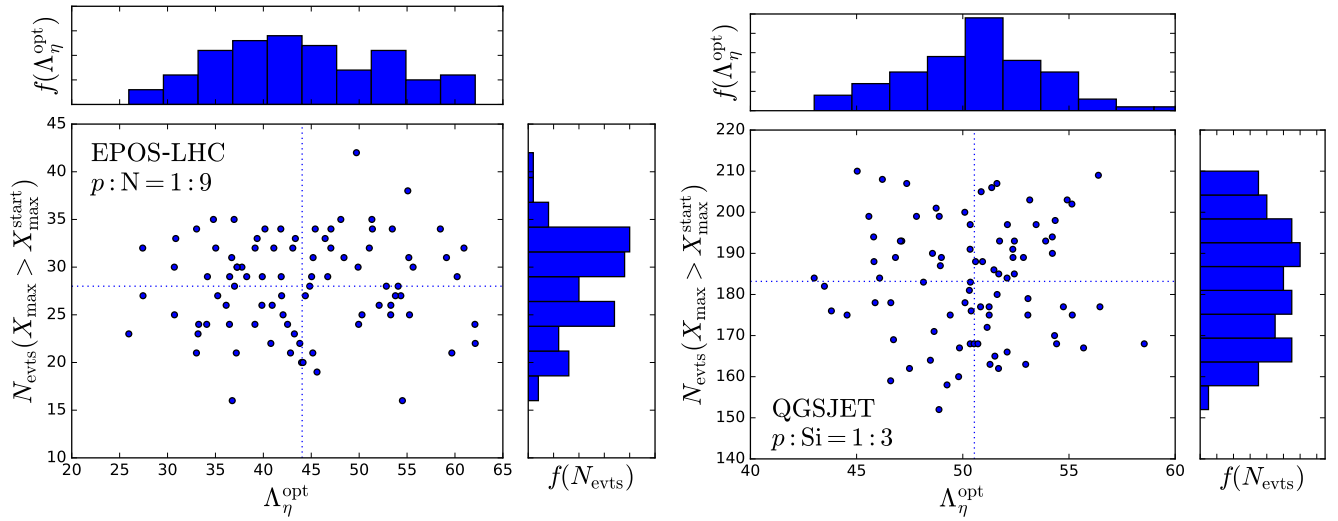 f(Λ_η^opt)
45
40
35
30
25
20
15
10
N_evts(X_max > X_max^start)
EPOS-LHC
p : N = 1 : 9
20 25 30 35 40 45 50 55 60 65
Λ_η^opt
f(N_evts)
f(Λ_η^opt)
220
210
200
190
180
170
160
150
140
N_evts(X_max > X_max^start)
QGSJET
p : Si = 1 : 3
40 45 50 55 60
Λ_η^opt
f(N_evts)